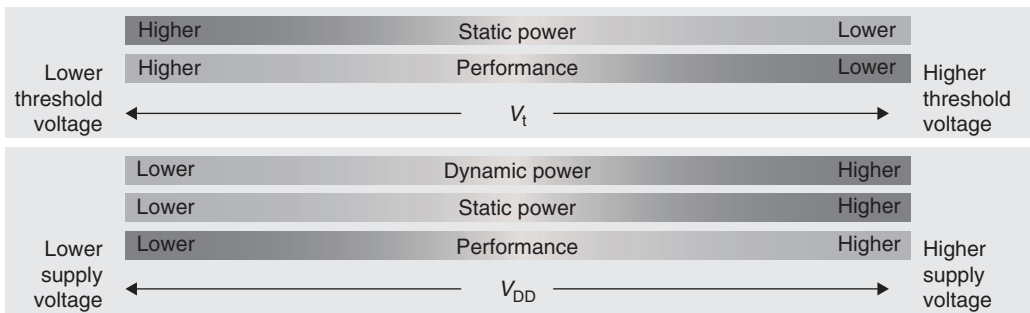 Higher Static power Lower
Higher Performance Lower
Lower
threshold
voltage
Vt
Higher
threshold
voltage
Lower Dynamic power Higher
Lower Static power Higher
Lower Performance Higher
Lower
supply
voltage
VDD
Higher
supply
voltage